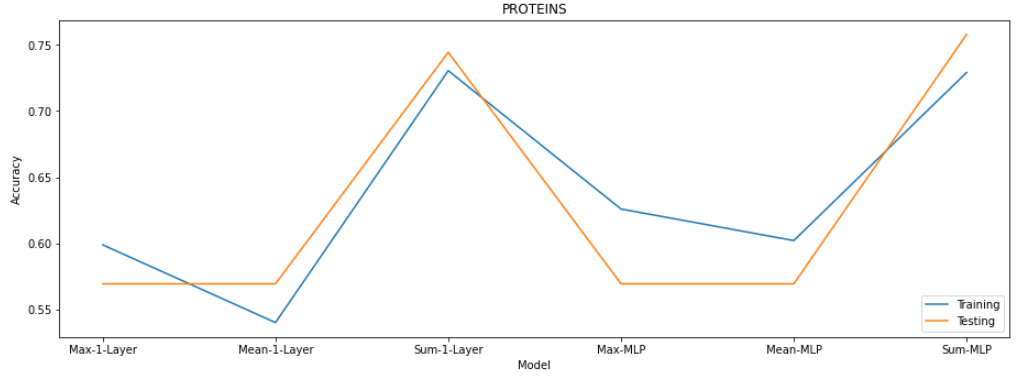 PROTEINS
Accuracy
0.75
0.70
0.65
0.60
0.55
Training
Testing
Max-1-Layer
Mean-1-Layer
Sum-1-Layer
Max-MLP
Mean-MLP
Sum-MLP
Model